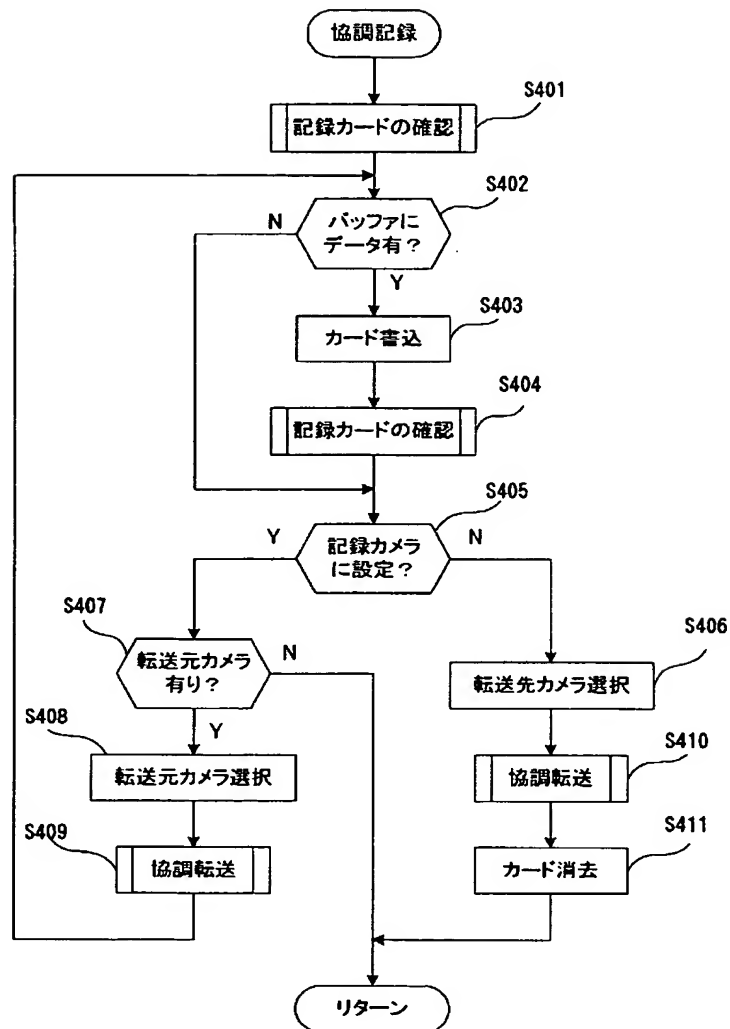 協調記録
S401
記録カードの確認
S402
バッファに
データ有？
N
Y
S403
カード書込
S404
記録カードの確認
S405
記録カメラ
に設定？
Y
N
S407
転送元カメラ
有り？
N
Y
S406
転送先カメラ選択
S408
転送元カメラ選択
S410
協調転送
S409
協調転送
S411
カード消去
リターン